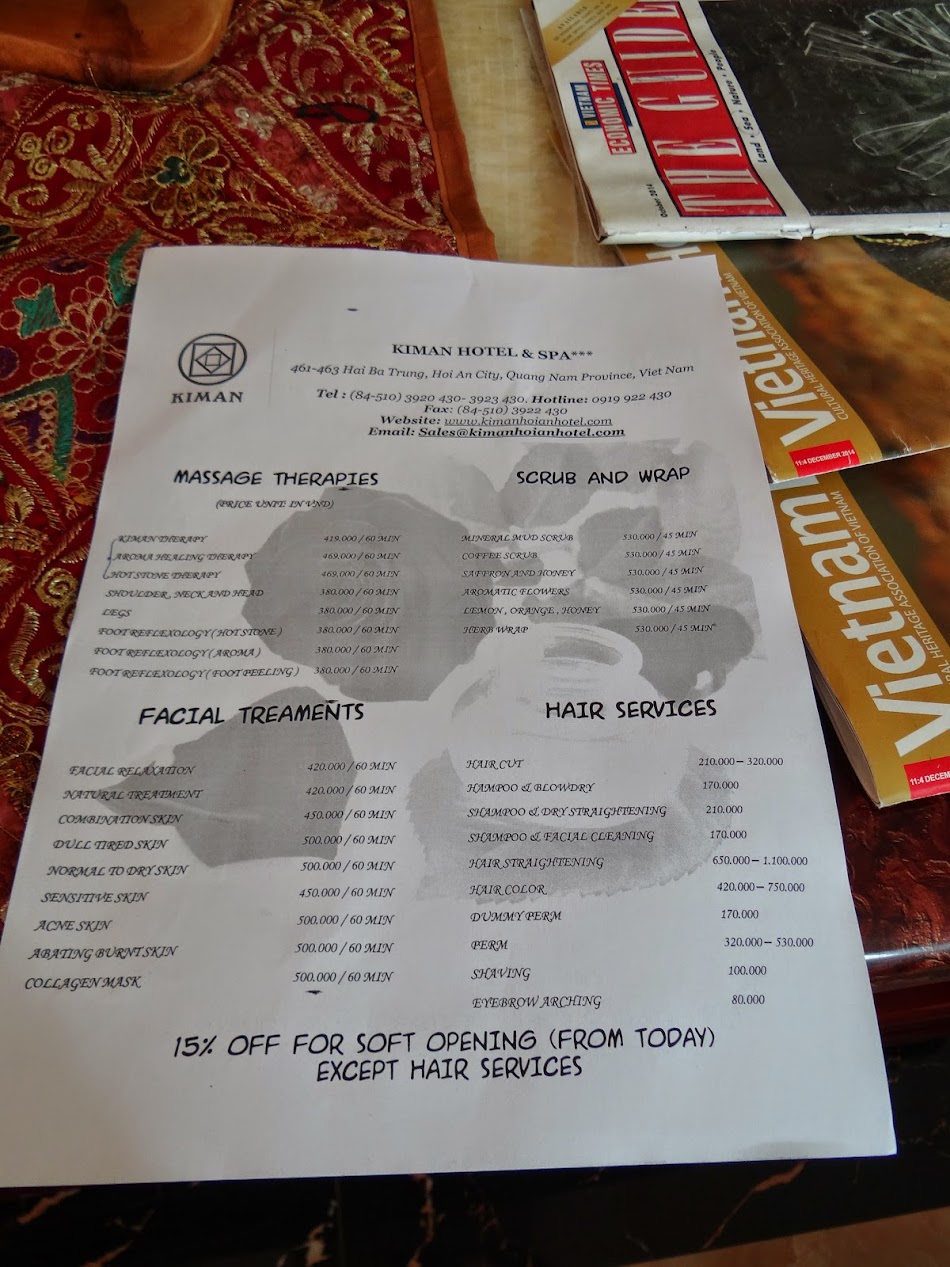 AVAILABLE
VIETNAM
ECONOMIC TIMES
THE GUIDE
Land • Sea • Nature • People
October 2014
Vietnam H
CULTURAL HERITAGE ASSOCIATION OF VIETNAM
11:4 DECEMBER 2014
Vietnam
RAL HERITAGE ASSOCIATION OF VIETNAM
11:4 DECEM
KIMAN
KIMAN HOTEL & SPA***
461-463 Hai Ba Trung, Hoi An City, Quang Nam Province, Viet Nam
Tel : (84-510) 3920 430- 3923 430. Hotline: 0919 922 430
Fax: (84-510) 3922 430
Website: www.kimanhoianhotel.com
Email: Sales@kimanhoianhotel.com
MASSAGE THERAPIES
(PRICE UNIT: IN VND)
KIMAN THERAPY 419.000 / 60 MIN
AROMA HEALING THERAPY 469.000 / 60 MIN
HOT STONE THERAPY 469.000 / 60 MIN
SHOULDER , NECK AND HEAD 380.000 / 60 MIN
LEGS 380.000 / 60 MIN
FOOT REFLEXOLOGY ( HOT STONE ) 380.000 / 60 MIN
FOOT REFLEXOLOGY ( AROMA ) 380.000 / 60 MIN
FOOT REFLEXOLOGY ( FOOT PEELING ) 380.000 / 60 MIN
SCRUB AND WRAP
MINERAL MUD SCRUB 530.000 / 45 MIN
COFFEE SCRUB 530.000 / 45 MIN
SAFFRON AND HONEY 530.000 / 45 MIN
AROMATIC FLOWERS 530.000 / 45 MIN
LEMON , ORANGE , HONEY 530.000 / 45 MIN
HERB WRAP 530.000 / 45 MIN
FACIAL TREAMENTS
FACIAL RELAXATION 420.000 / 60 MIN
NATURAL TREATMENT 420.000 / 60 MIN
COMBINATION SKIN 450.000 / 60 MIN
DULL TIRED SKIN 500.000 / 60 MIN
NORMAL TO DRY SKIN 500.000 / 60 MIN
SENSITIVE SKIN 450.000 / 60 MIN
ACNE SKIN 500.000 / 60 MIN
ABATING BURNT SKIN 500.000 / 60 MIN
COLLAGEN MASK 500.000 / 60 MIN
HAIR SERVICES
HAIR CUT 210.000 – 320.000
HAMPOO & BLOWDRY 170.000
SHAMPOO & DRY STRAIGHTENING 210.000
SHAMPOO & FACIAL CLEANING 170.000
HAIR STRAIGHTENING 650.000 – 1.100.000
HAIR COLOR 420.000 – 750.000
DUMMY PERM 170.000
PERM 320.000 – 530.000
SHAVING 100.000
EYEBROW ARCHING 80.000
15% OFF FOR SOFT OPENING (FROM TODAY)
EXCEPT HAIR SERVICES